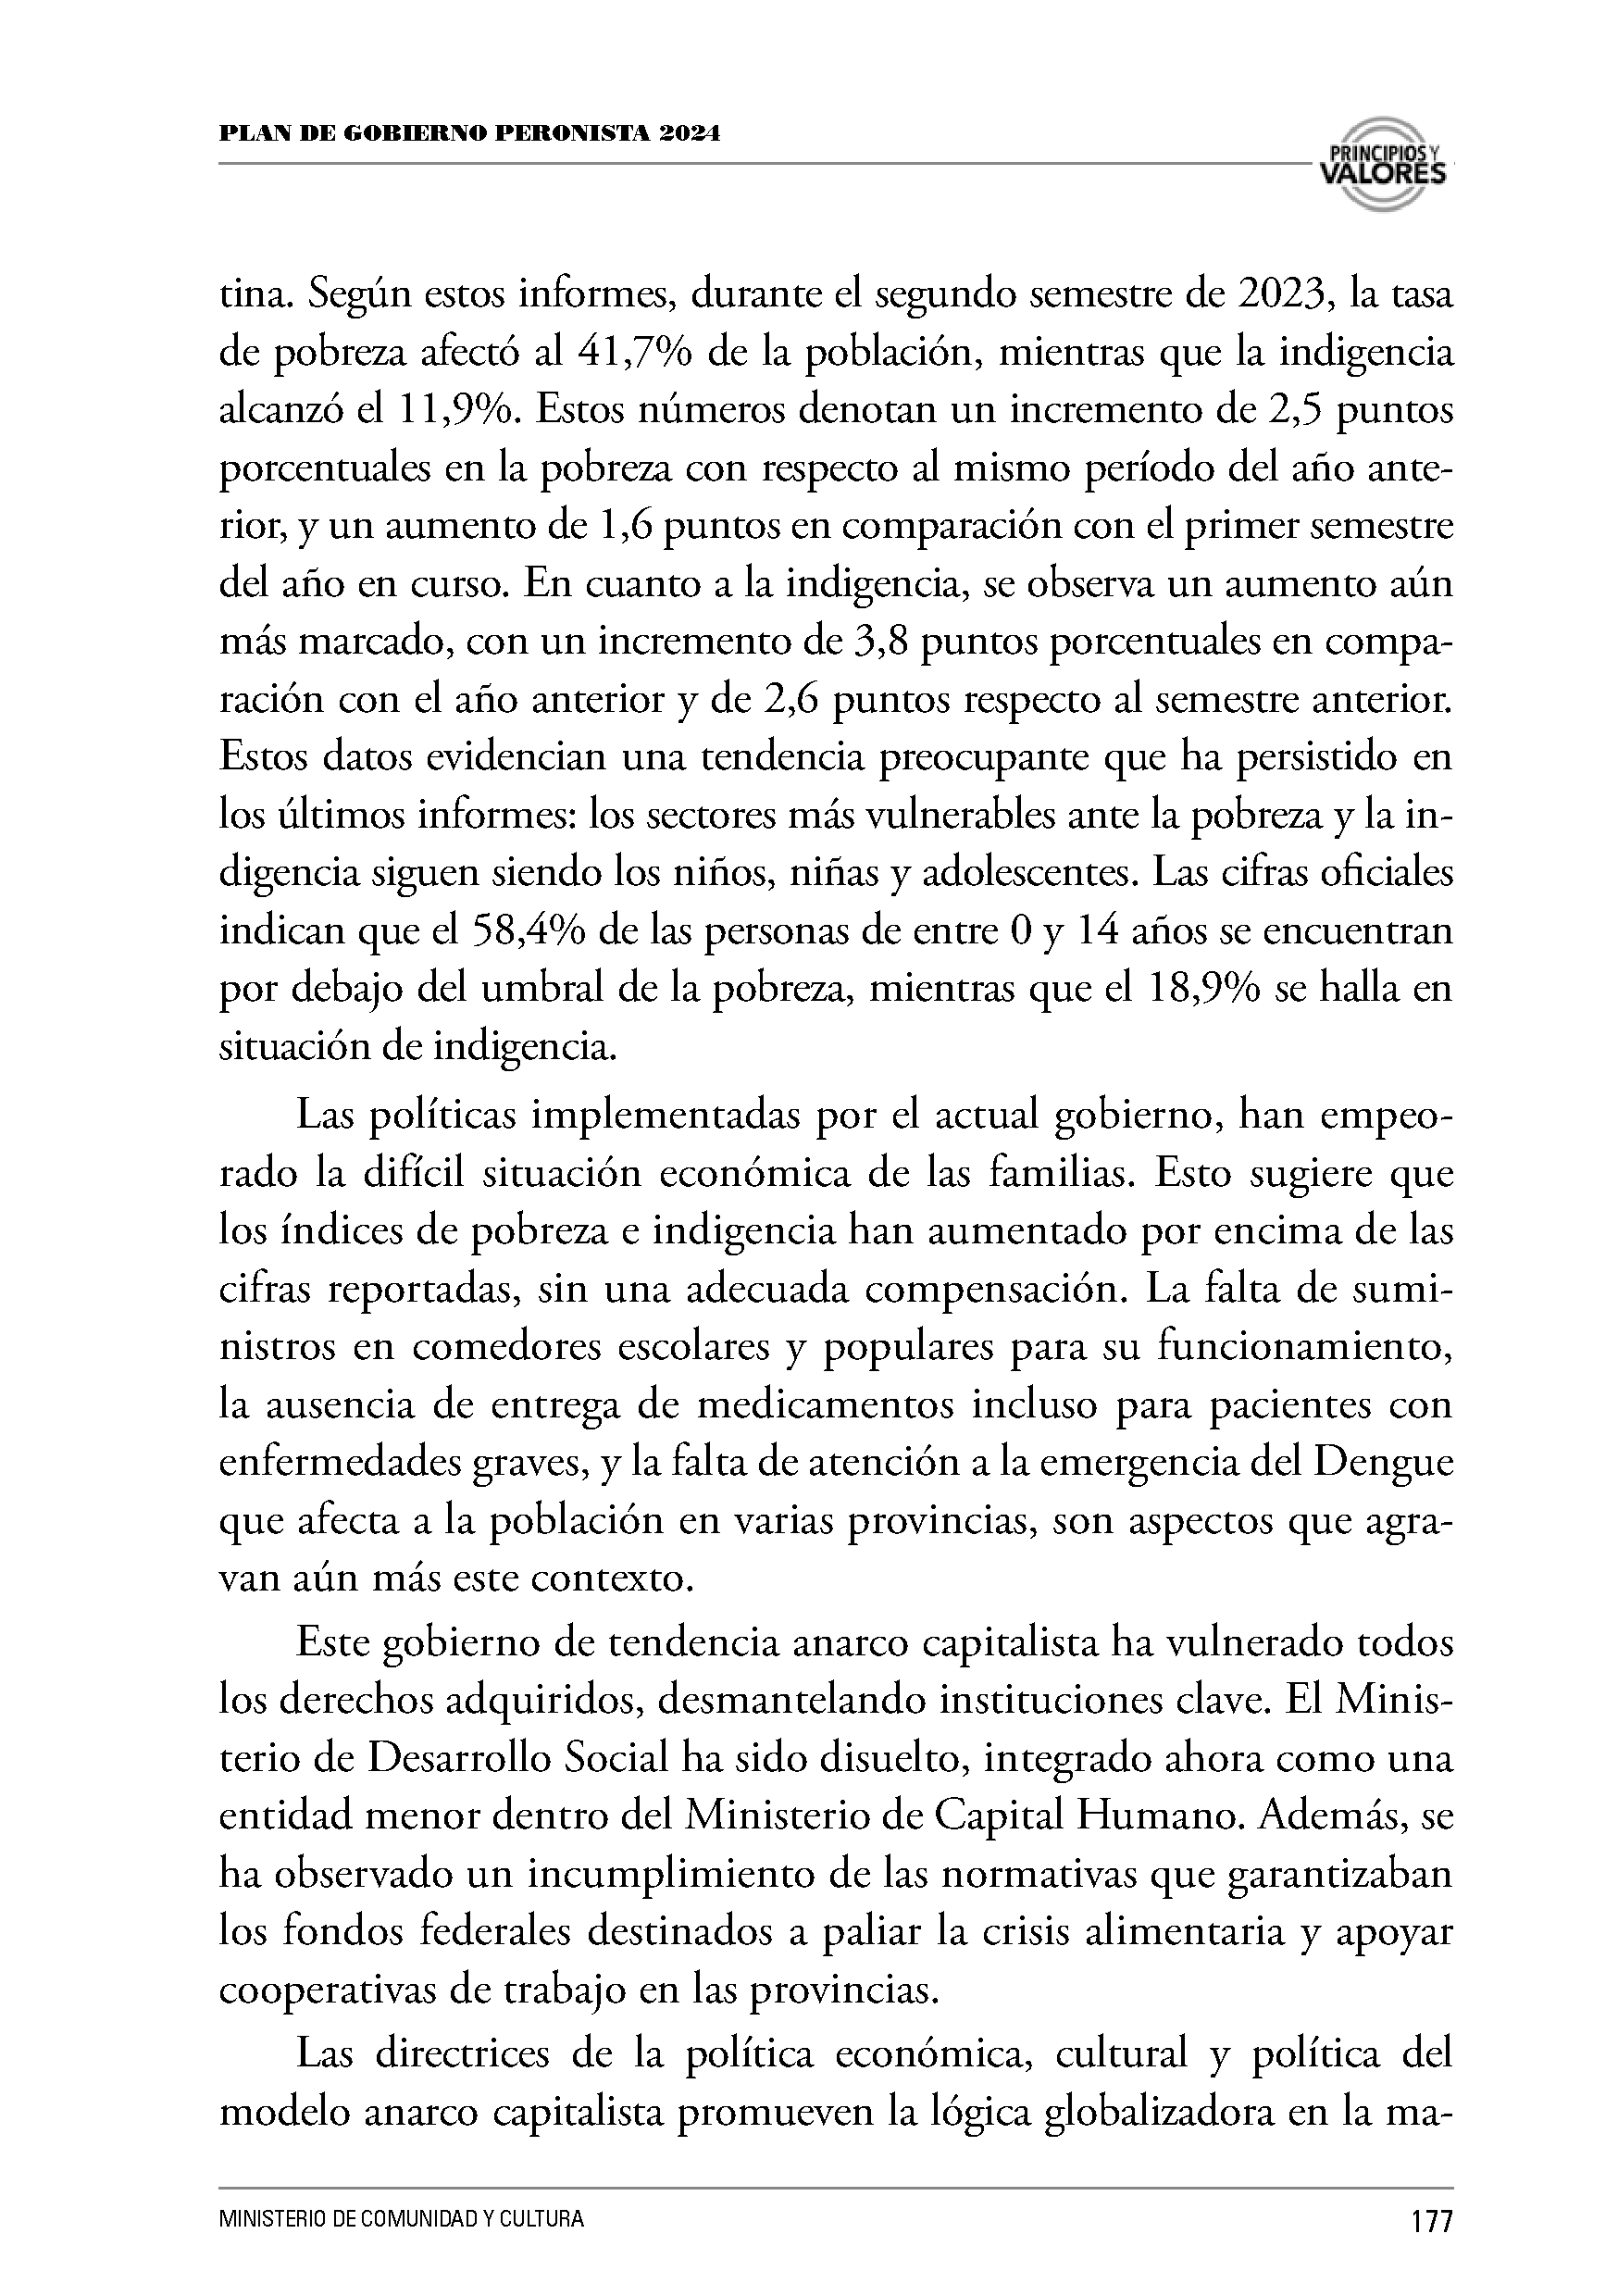 PLAN DE GOBIERNO PERONISTA 2024
PRINCIPIOS Y
VALORES
tina. Según estos informes, durante el segundo semestre de 2023, la tasa
de pobreza afectó al 41,7% de la población, mientras que la indigencia
alcanzó el 11,9%. Estos números denotan un incremento de 2,5 puntos
porcentuales en la pobreza con respecto al mismo período del año ante-
rior, y un aumento de 1,6 puntos en comparación con el primer semestre
del año en curso. En cuanto a la indigencia, se observa un aumento aún
más marcado, con un incremento de 3,8 puntos porcentuales en compa-
ración con el año anterior y de 2,6 puntos respecto al semestre anterior.
Estos datos evidencian una tendencia preocupante que ha persistido en
los últimos informes: los sectores más vulnerables ante la pobreza y la in-
digencia siguen siendo los niños, niñas y adolescentes. Las cifras oficiales
indican que el 58,4% de las personas de entre 0 y 14 años se encuentran
por debajo del umbral de la pobreza, mientras que el 18,9% se halla en
situación de indigencia.
Las políticas implementadas por el actual gobierno, han empeo-
rado la difícil situación económica de las familias. Esto sugiere que
los índices de pobreza e indigencia han aumentado por encima de las
cifras reportadas, sin una adecuada compensación. La falta de sumi-
nistros en comedores escolares y populares para su funcionamiento,
la ausencia de entrega de medicamentos incluso para pacientes con
enfermedades graves, y la falta de atención a la emergencia del Dengue
que afecta a la población en varias provincias, son aspectos que agra-
van aún más este contexto.
Este gobierno de tendencia anarco capitalista ha vulnerado todos
los derechos adquiridos, desmantelando instituciones clave. El Minis-
terio de Desarrollo Social ha sido disuelto, integrado ahora como una
entidad menor dentro del Ministerio de Capital Humano. Además, se
ha observado un incumplimiento de las normativas que garantizaban
los fondos federales destinados a paliar la crisis alimentaria y apoyar
cooperativas de trabajo en las provincias.
Las directrices de la política económica, cultural y política del
modelo anarco capitalista promueven la lógica globalizadora en la ma-
MINISTERIO DE COMUNIDAD Y CULTURA
177